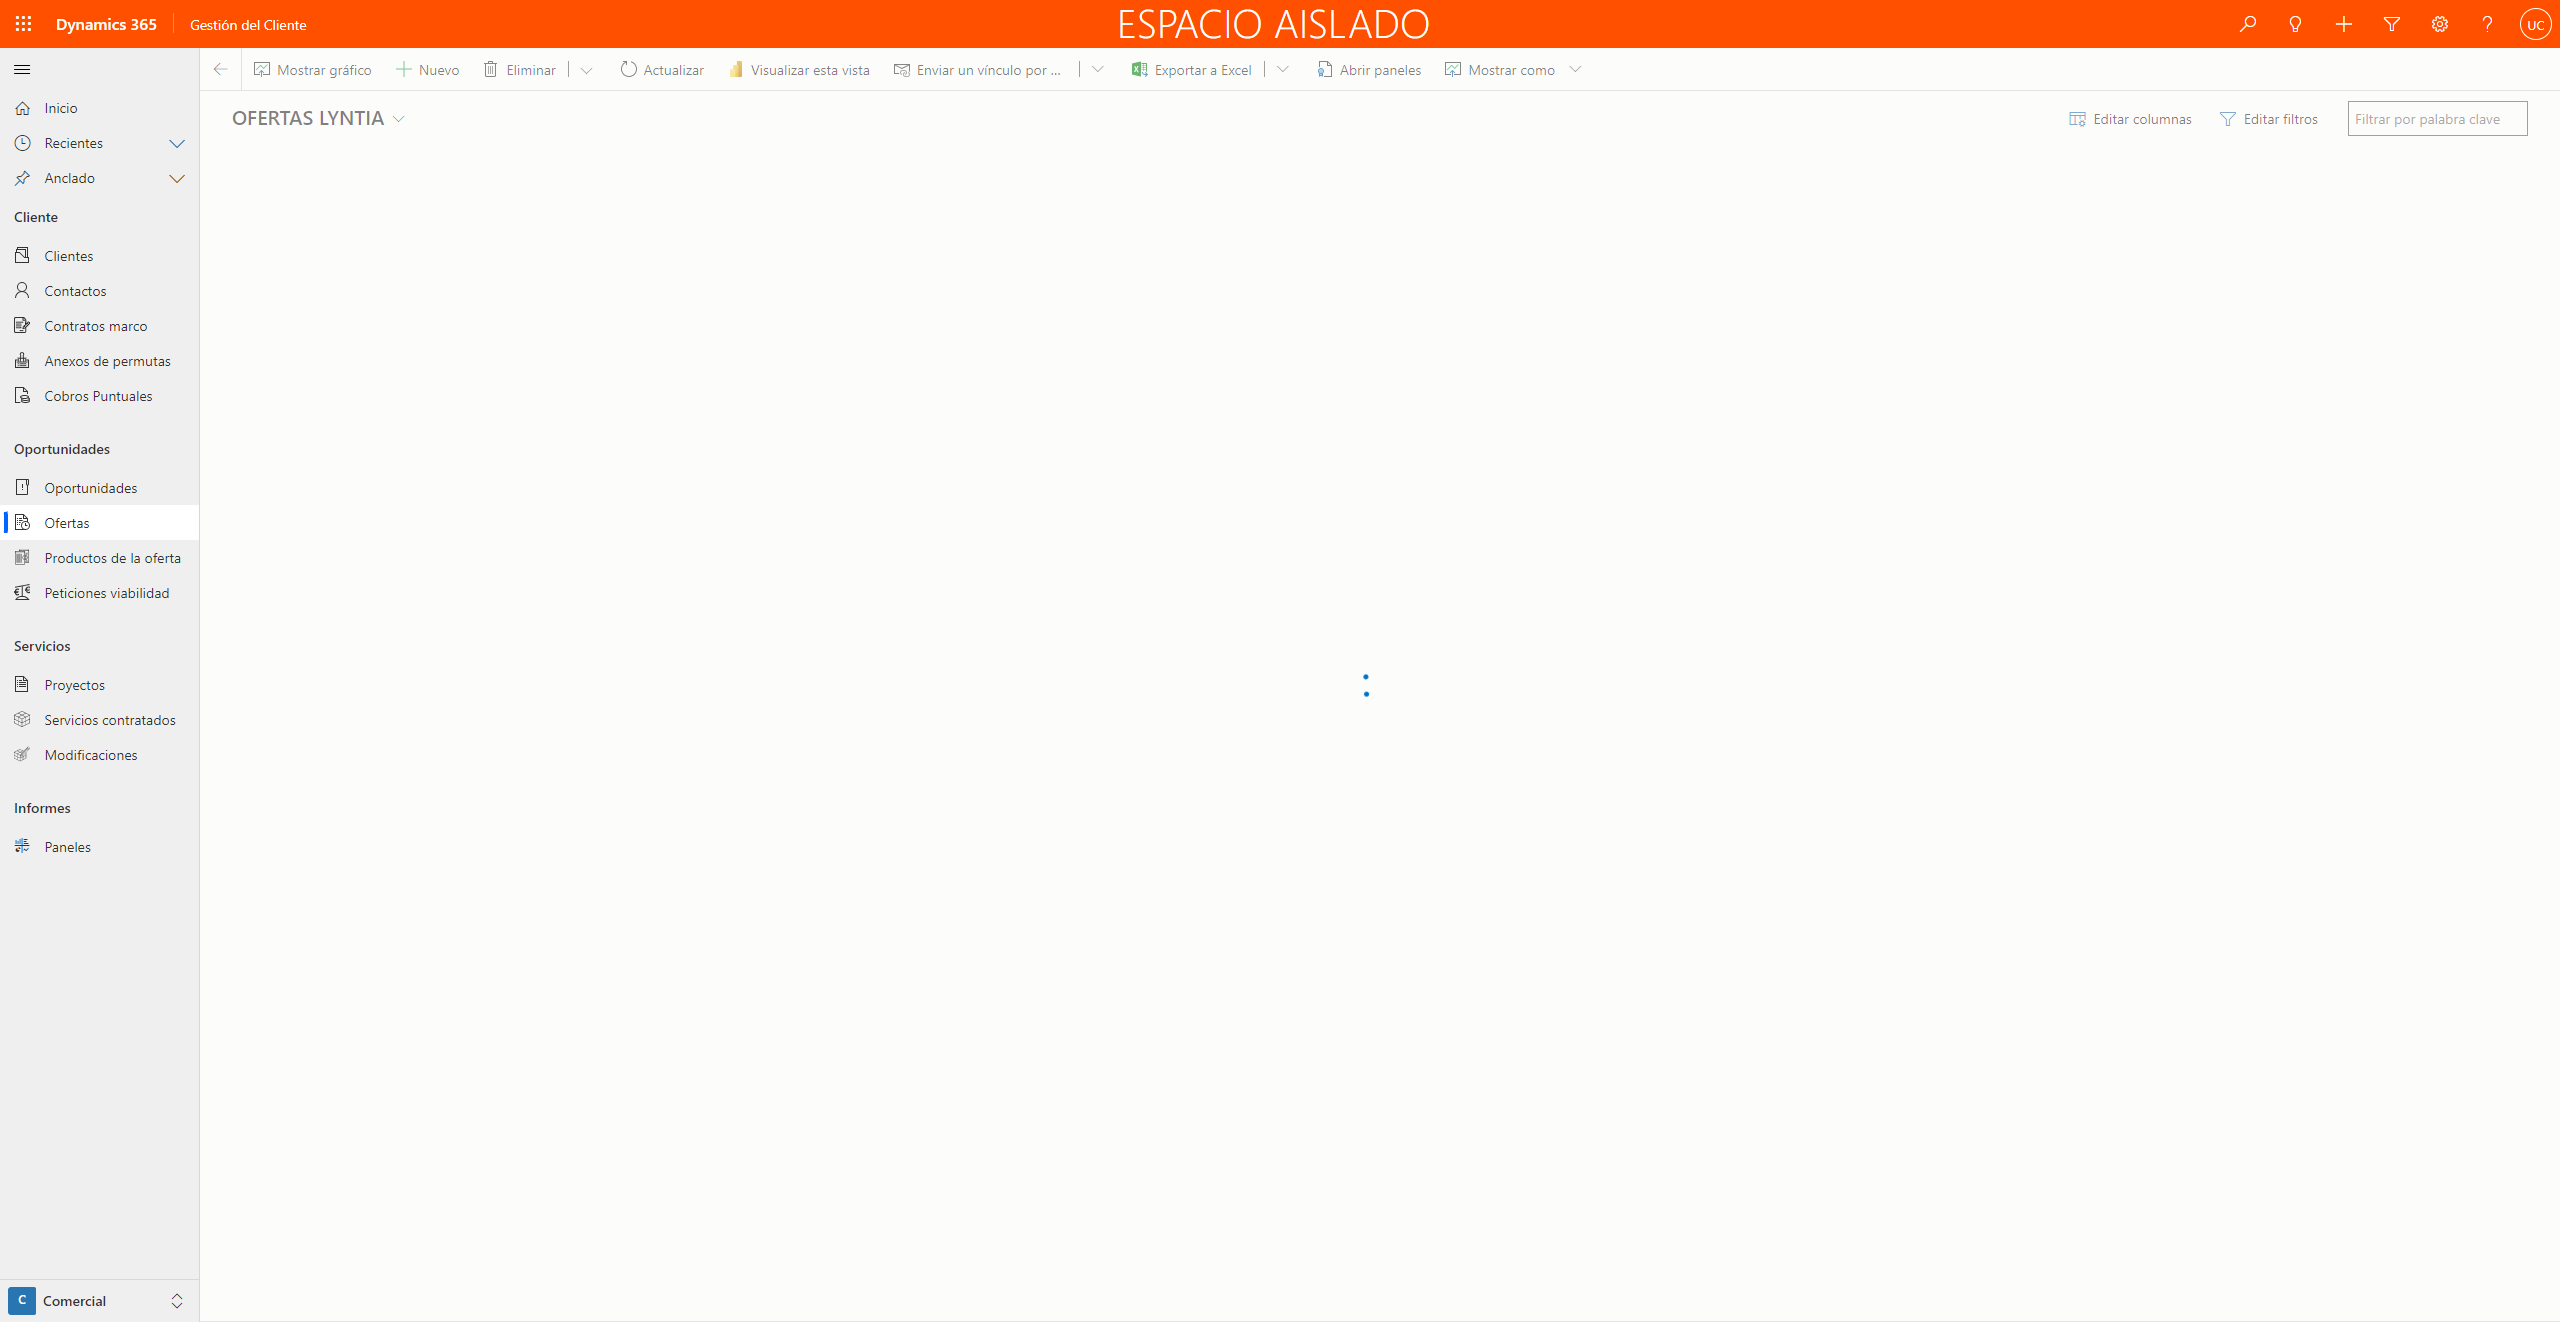 Dynamics 365 Gestión del Cliente ESPACIO AISLADO UC
Mostrar gráfico Nuevo Eliminar Actualizar Visualizar esta vista Enviar un vínculo por ... Exportar a Excel Abrir paneles Mostrar como
OFERTAS LYNTIA Editar columnas Editar filtros Filtrar por palabra clave
Inicio
Recientes
Anclado
Cliente
Clientes
Contactos
Contratos marco
Anexos de permutas
Cobros Puntuales
Oportunidades
Oportunidades
Ofertas
Productos de la oferta
Peticiones viabilidad
Servicios
Proyectos
Servicios contratados
Modificaciones
Informes
Paneles
C Comercial